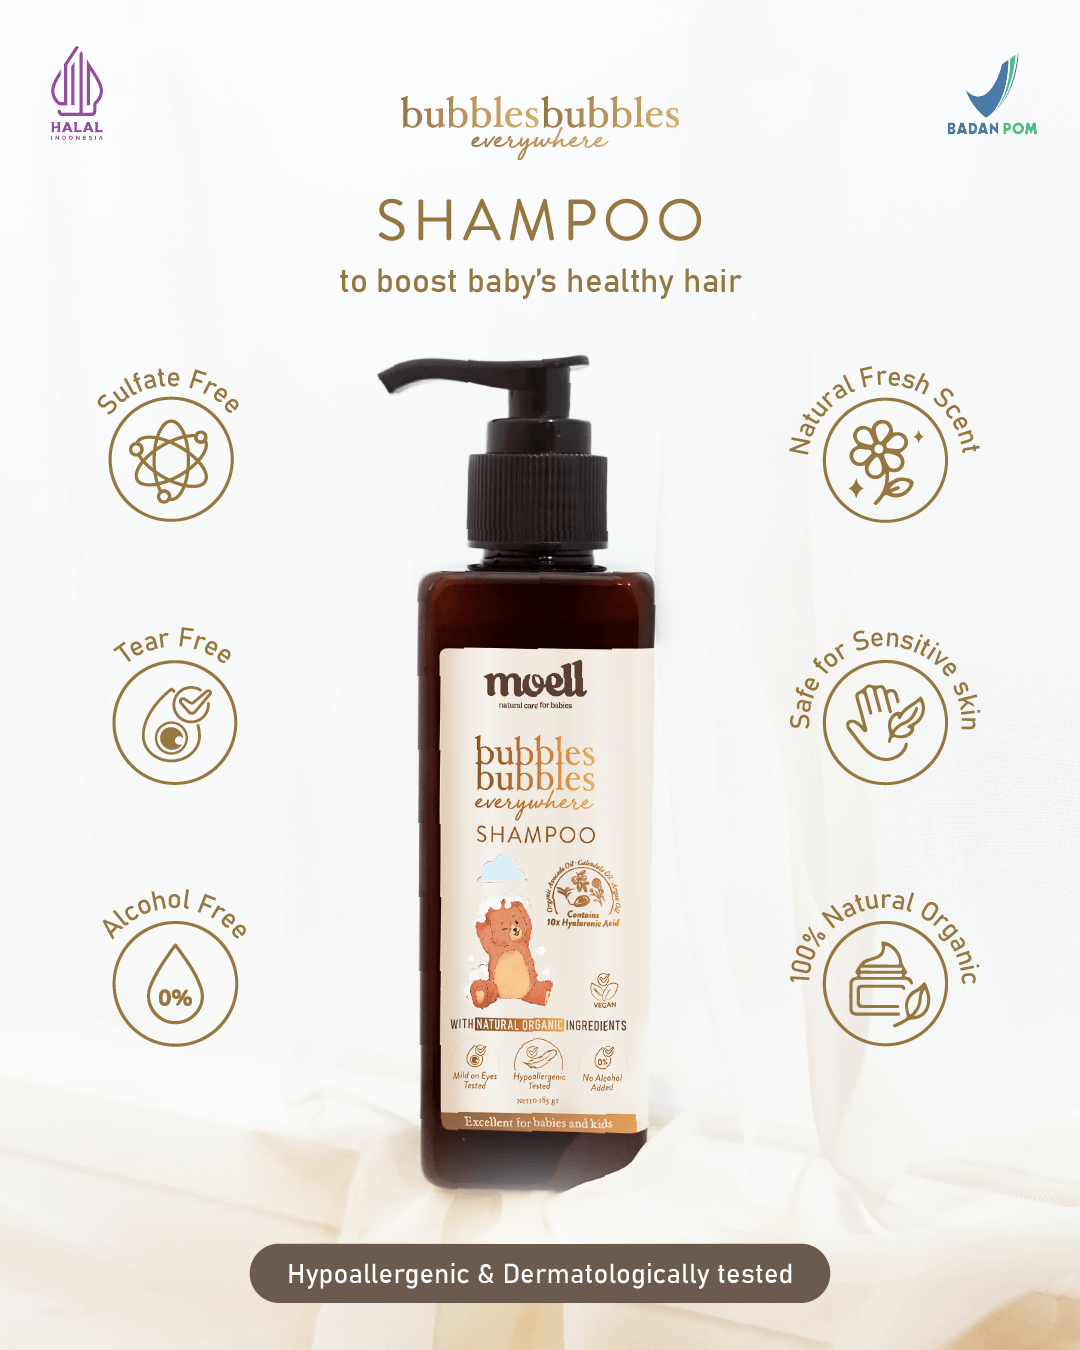 HALAL
INDONESIA
bubblesbubbles
everywhere
BADAN POM
SHAMPOO
to boost baby's healthy hair
Sulfate Free
Natural Fresh Scent
Tear Free
Safe for Sensitive skin
Alcohol Free
0%
100% Natural Organic
moell
natural care for babies
bubbles
bubbles
everywhere
SHAMPOO
Organic Avocado Oil · Calendula Oil · Argan Oil
Contains
10x Hyaluronic Acid
VEGAN
WITH NATURAL ORGANIC INGREDIENTS
Mild on Eyes
Tested
Hypoallergenic
Tested
0%
No Alcohol
Added
Netto 185 gr
Excellent for babies and kids
Hypoallergenic & Dermatologically tested